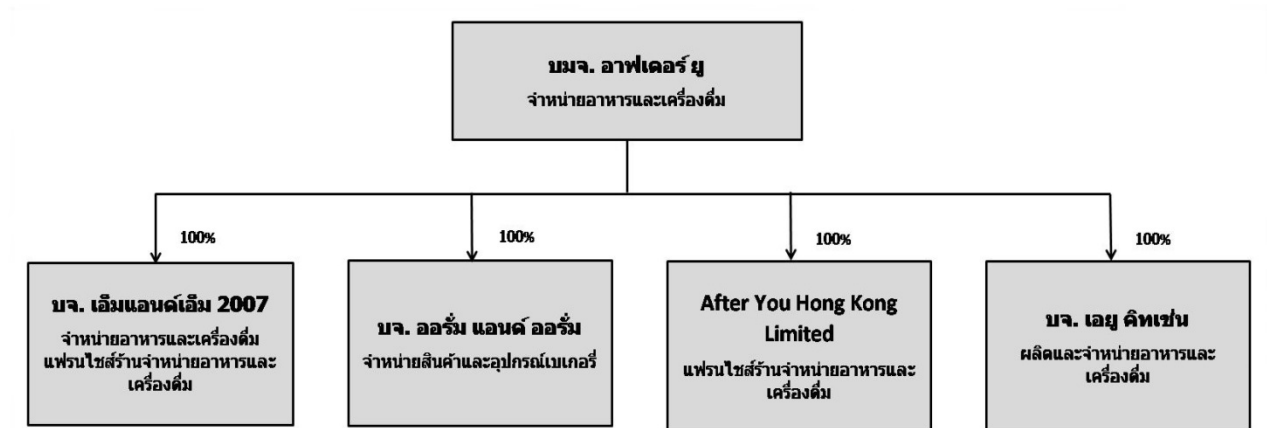 บมจ. อาฟเตอร์ ยู
จำหน่ายอาหารและเครื่องดื่ม
100%
100%
100%
100%
บจ. เอ็มแอนด์เอ็ม 2007
จำหน่ายอาหารและเครื่องดื่ม
แฟรนไชส์ร้านจำหน่ายอาหารและ
เครื่องดื่ม
บจ. ออรั่ม แอนด์ ออรั่ม
จำหน่ายสินค้าและอุปกรณ์เบเกอรี่
After You Hong Kong
Limited
แฟรนไชส์ร้านจำหน่ายอาหารและ
เครื่องดื่ม
บจ. เอยู คิทเช่น
ผลิตและจำหน่ายอาหารและ
เครื่องดื่ม